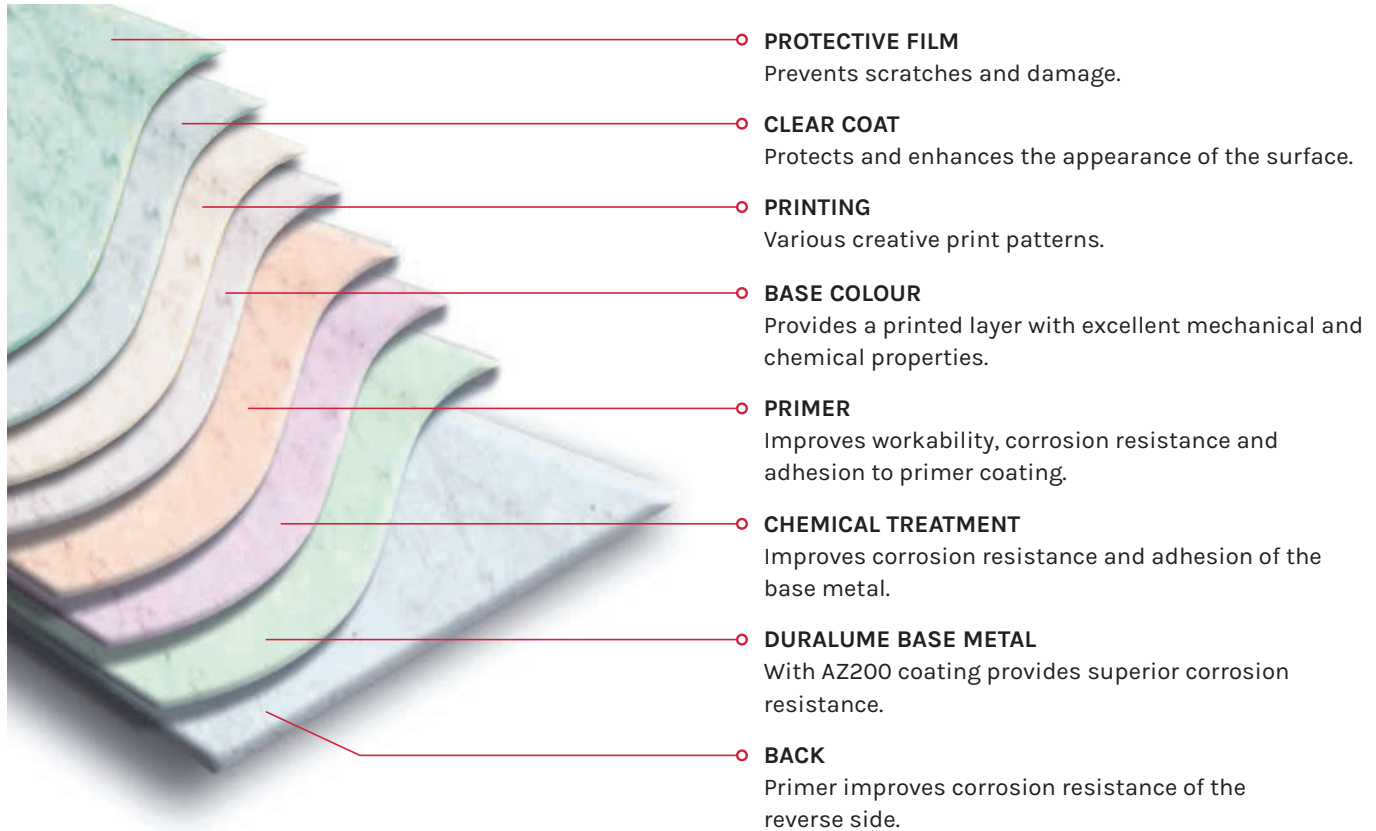 PROTECTIVE FILM
Prevents scratches and damage.
CLEAR COAT
Protects and enhances the appearance of the surface.
PRINTING
Various creative print patterns.
BASE COLOUR
Provides a printed layer with excellent mechanical and
chemical properties.
PRIMER
Improves workability, corrosion resistance and
adhesion to primer coating.
CHEMICAL TREATMENT
Improves corrosion resistance and adhesion of the
base metal.
DURALUME BASE METAL
With AZ200 coating provides superior corrosion
resistance.
BACK
Primer improves corrosion resistance of the
reverse side.